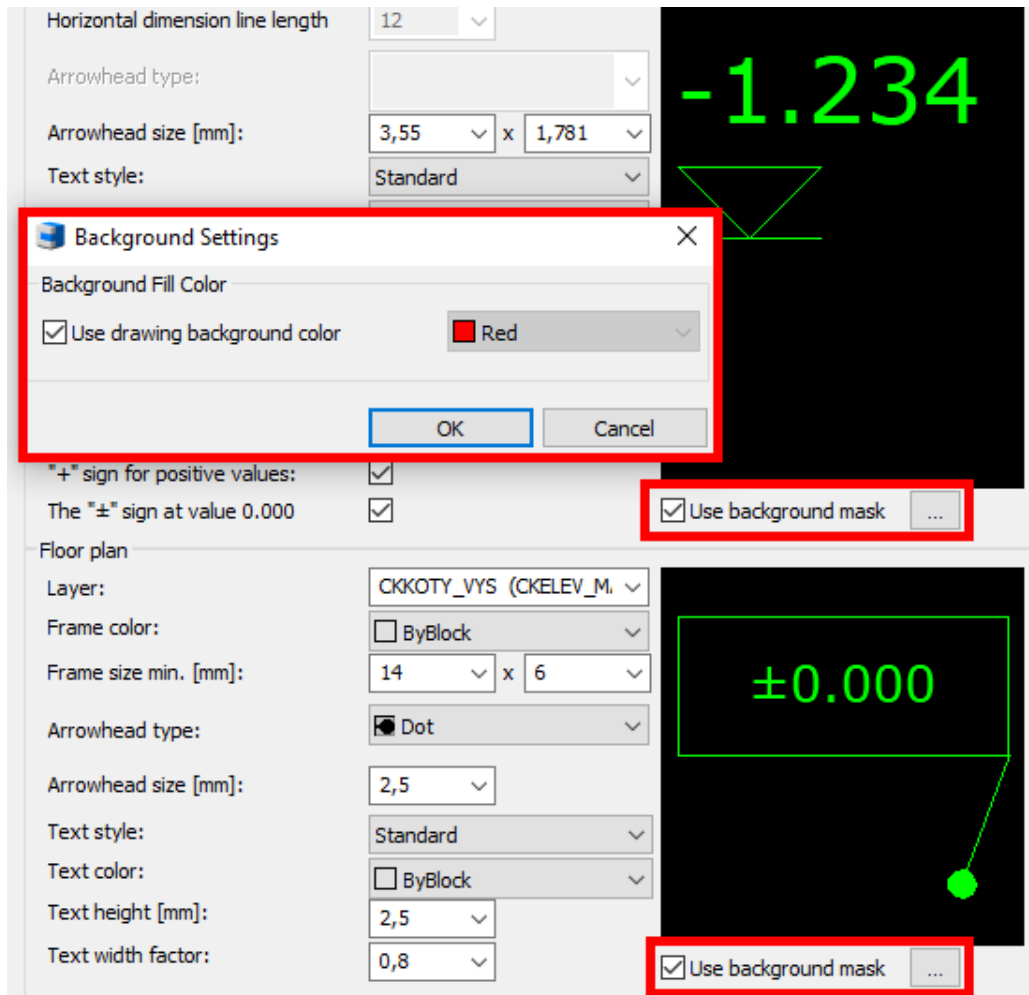 Horizontal dimension line length 12
Arrowhead type:
-1.234
Arrowhead size [mm]: 3,55 x 1,781
Text style: Standard
Background Settings
Background Fill Color
Use drawing background color Red
OK Cancel
"+" sign for positive values:
The "±" sign at value 0.000
Use background mask ...
Floor plan
Layer: CKKOTY_VYS (CKELEV_M
Frame color: ByBlock
Frame size min. [mm]: 14 x 6
±0.000
Arrowhead type: Dot
Arrowhead size [mm]: 2,5
Text style: Standard
Text color: ByBlock
Text height [mm]: 2,5
Text width factor: 0,8
Use background mask ...